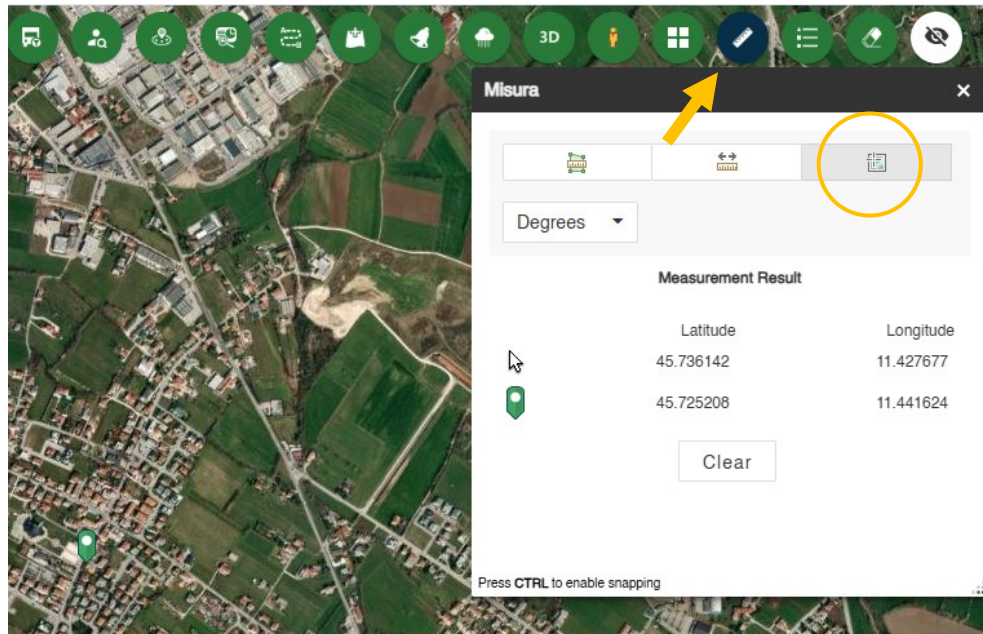 3D
Misura
Degrees
Measurement Result
Latitude Longitude
45.736142 11.427677
45.725208 11.441624
Clear
Press CTRL to enable snapping